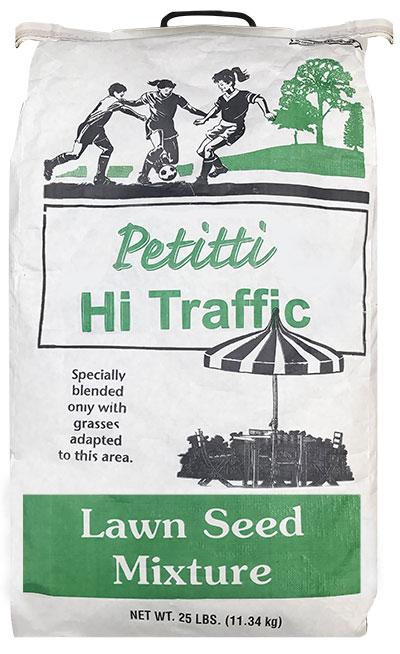 Petitti
Hi Traffic
Specially
blended
only with
grasses
adapted
to this area.
Lawn Seed
Mixture
NET WT. 25 LBS. (11.34 kg)